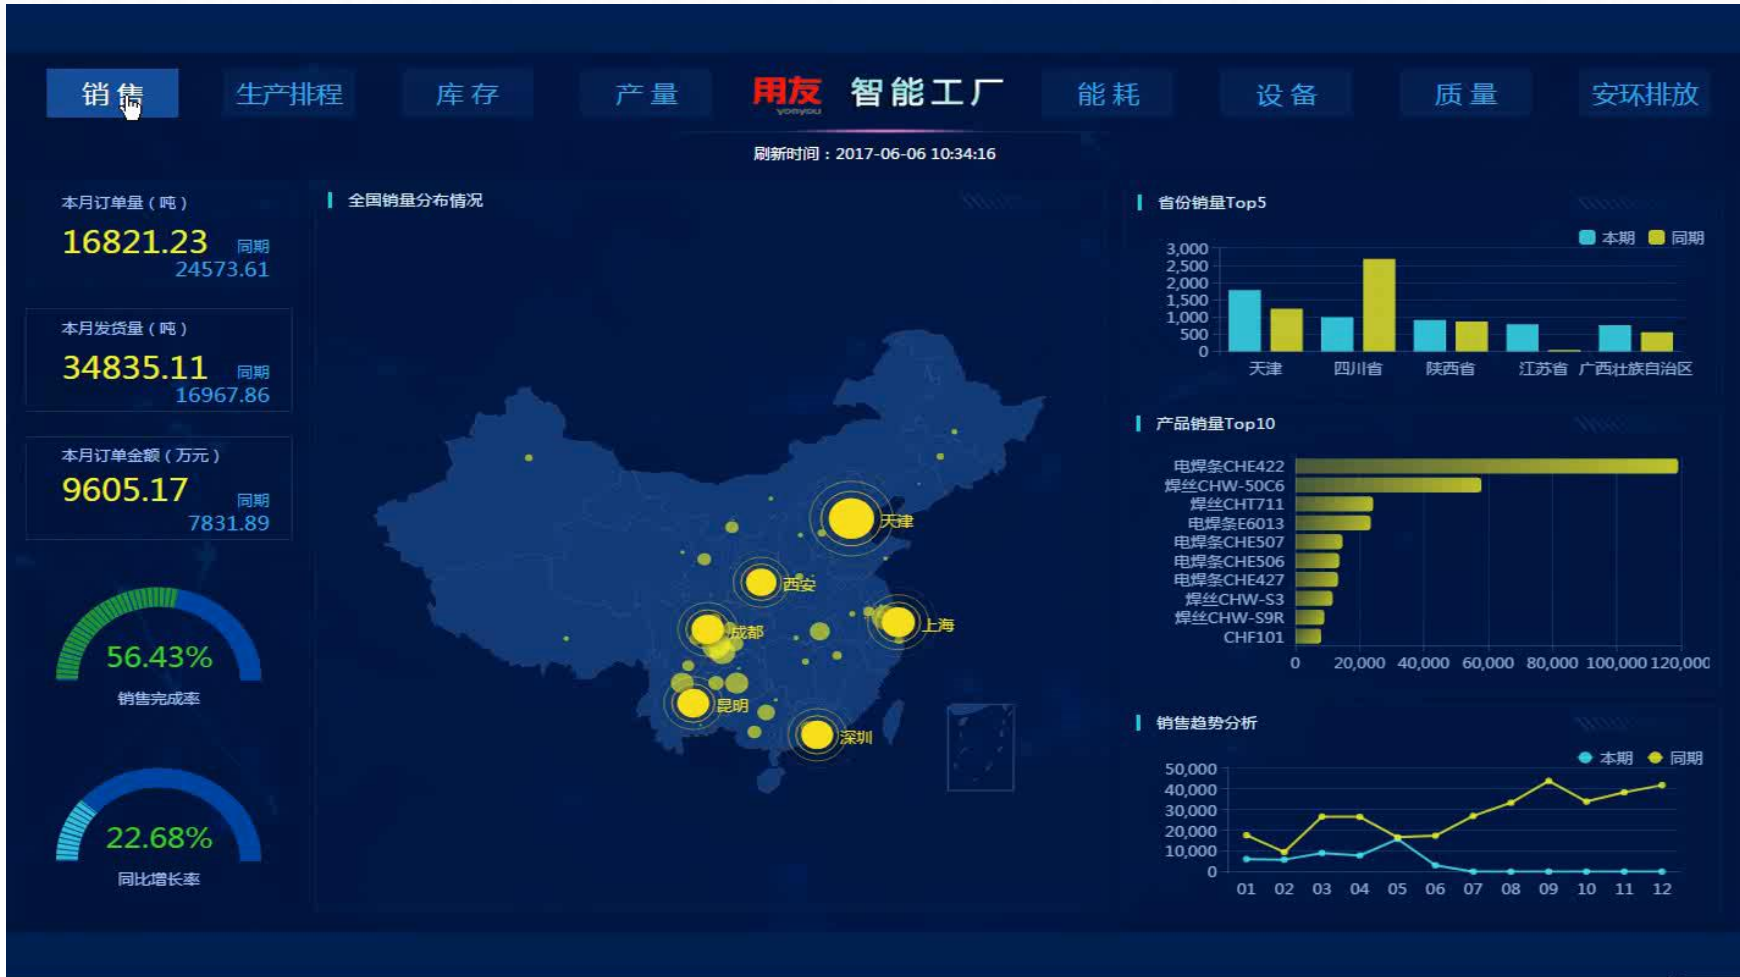 销售
生产排程
库存
产量
用友 智能工厂
yonyou
能耗
设备
质量
安环排放
刷新时间：2017-06-06 10:34:16
本月订单量（吨）
16821.23 同期
24573.61
本月发货量（吨）
34835.11 同期
16967.86
本月订单金额（万元）
9605.17 同期
7831.89
56.43%
销售完成率
22.68%
同比增长率
全国销量分布情况
天津
西安
成都
上海
昆明
深圳
省份销量Top5
本期 同期
3,000
2,500
2,000
1,500
1,000
500
0
天津 四川省 陕西省 江苏省 广西壮族自治区
产品销量Top10
电焊条CHE422
焊丝CHW-50C6
焊丝CHT711
电焊条E6013
电焊条CHE507
电焊条CHE506
电焊条CHE427
焊丝CHW-S3
焊丝CHW-S9R
CHF101
0 20,000 40,000 60,000 80,000 100,000 120,000
销售趋势分析
本期 同期
50,000
40,000
30,000
20,000
10,000
0
01 02 03 04 05 06 07 08 09 10 11 12